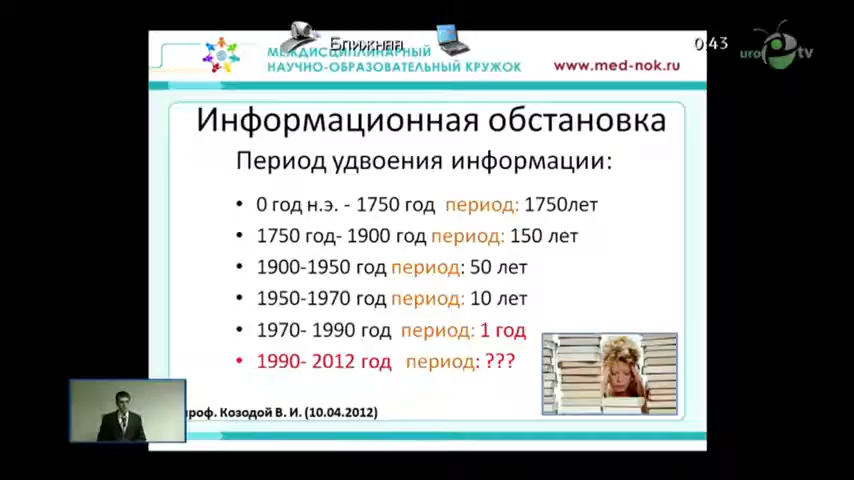 Ближняя
0:43
uro tv
МЕЖДИСЦИПЛИНАРНЫЙ
НАУЧНО-ОБРАЗОВАТЕЛЬНЫЙ КРУЖОК
www.med-nok.ru
Информационная обстановка
Период удвоения информации:
• 0 год н.э. - 1750 год период: 1750лет
• 1750 год- 1900 год период: 150 лет
• 1900-1950 год период: 50 лет
• 1950-1970 год период: 10 лет
• 1970- 1990 год период: 1 год
• 1990- 2012 год период: ???
проф. Козодой В. И. (10.04.2012)